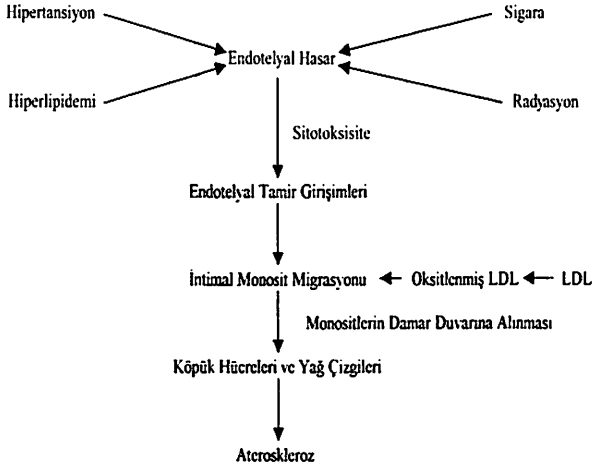 Hipertansiyon
Sigara
Endotelyal Hasar
Hiperlipidemi
Radyasyon
Sitotoksisite
Endotelyal Tamir Girişimleri
İntimal Monosit Migrasyonu
Oksitlenmiş LDL
LDL
Monositlerin Damar Duvarına Alınması
Köpük Hücreleri ve Yağ Çizgileri
Ateroskleroz